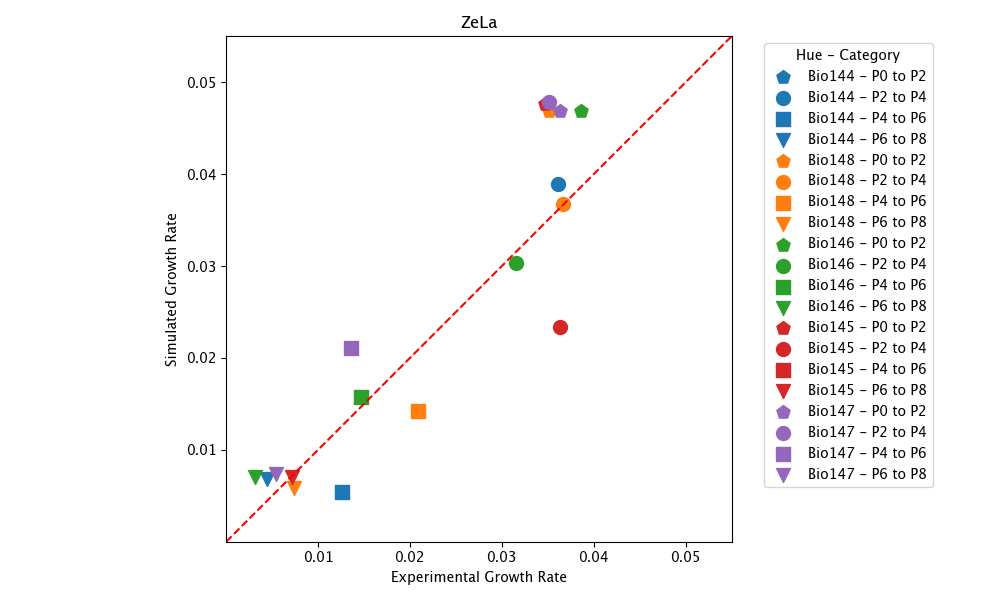 ZeLa
0.05
0.04
0.03
0.02
0.01
Simulated Growth Rate
0.01
0.02
0.03
0.04
0.05
Experimental Growth Rate
Hue – Category
Bio144 – P0 to P2
Bio144 – P2 to P4
Bio144 – P4 to P6
Bio144 – P6 to P8
Bio148 – P0 to P2
Bio148 – P2 to P4
Bio148 – P4 to P6
Bio148 – P6 to P8
Bio146 – P0 to P2
Bio146 – P2 to P4
Bio146 – P4 to P6
Bio146 – P6 to P8
Bio145 – P0 to P2
Bio145 – P2 to P4
Bio145 – P4 to P6
Bio145 – P6 to P8
Bio147 – P0 to P2
Bio147 – P2 to P4
Bio147 – P4 to P6
Bio147 – P6 to P8